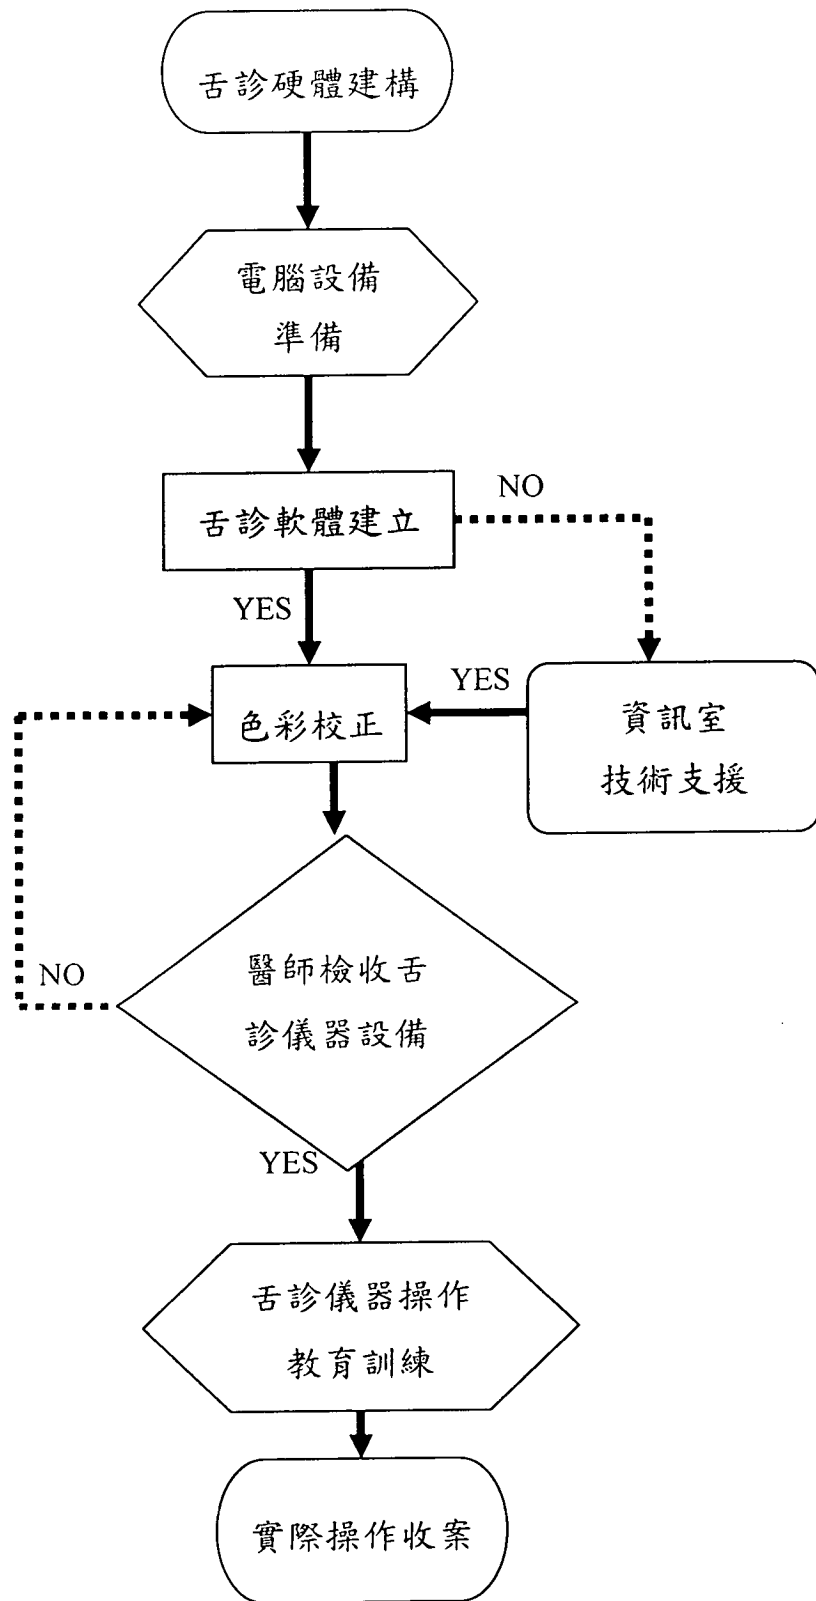 舌診硬體建構
電腦設備
準備
舌診軟體建立
NO
YES
色彩校正
YES
資訊室
技術支援
醫師檢收舌
診儀器設備
NO
YES
舌診儀器操作
教育訓練
實際操作收案